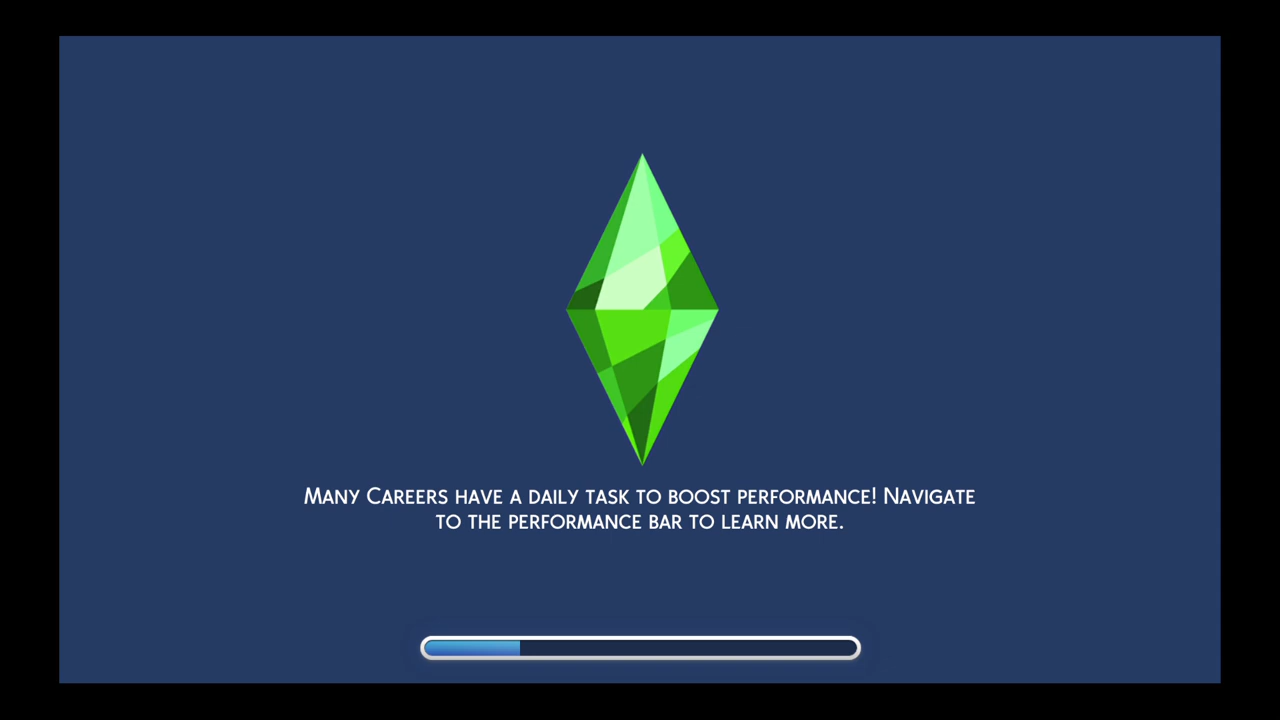 Many Careers have a daily task to boost performance! Navigate
to the performance bar to learn more.